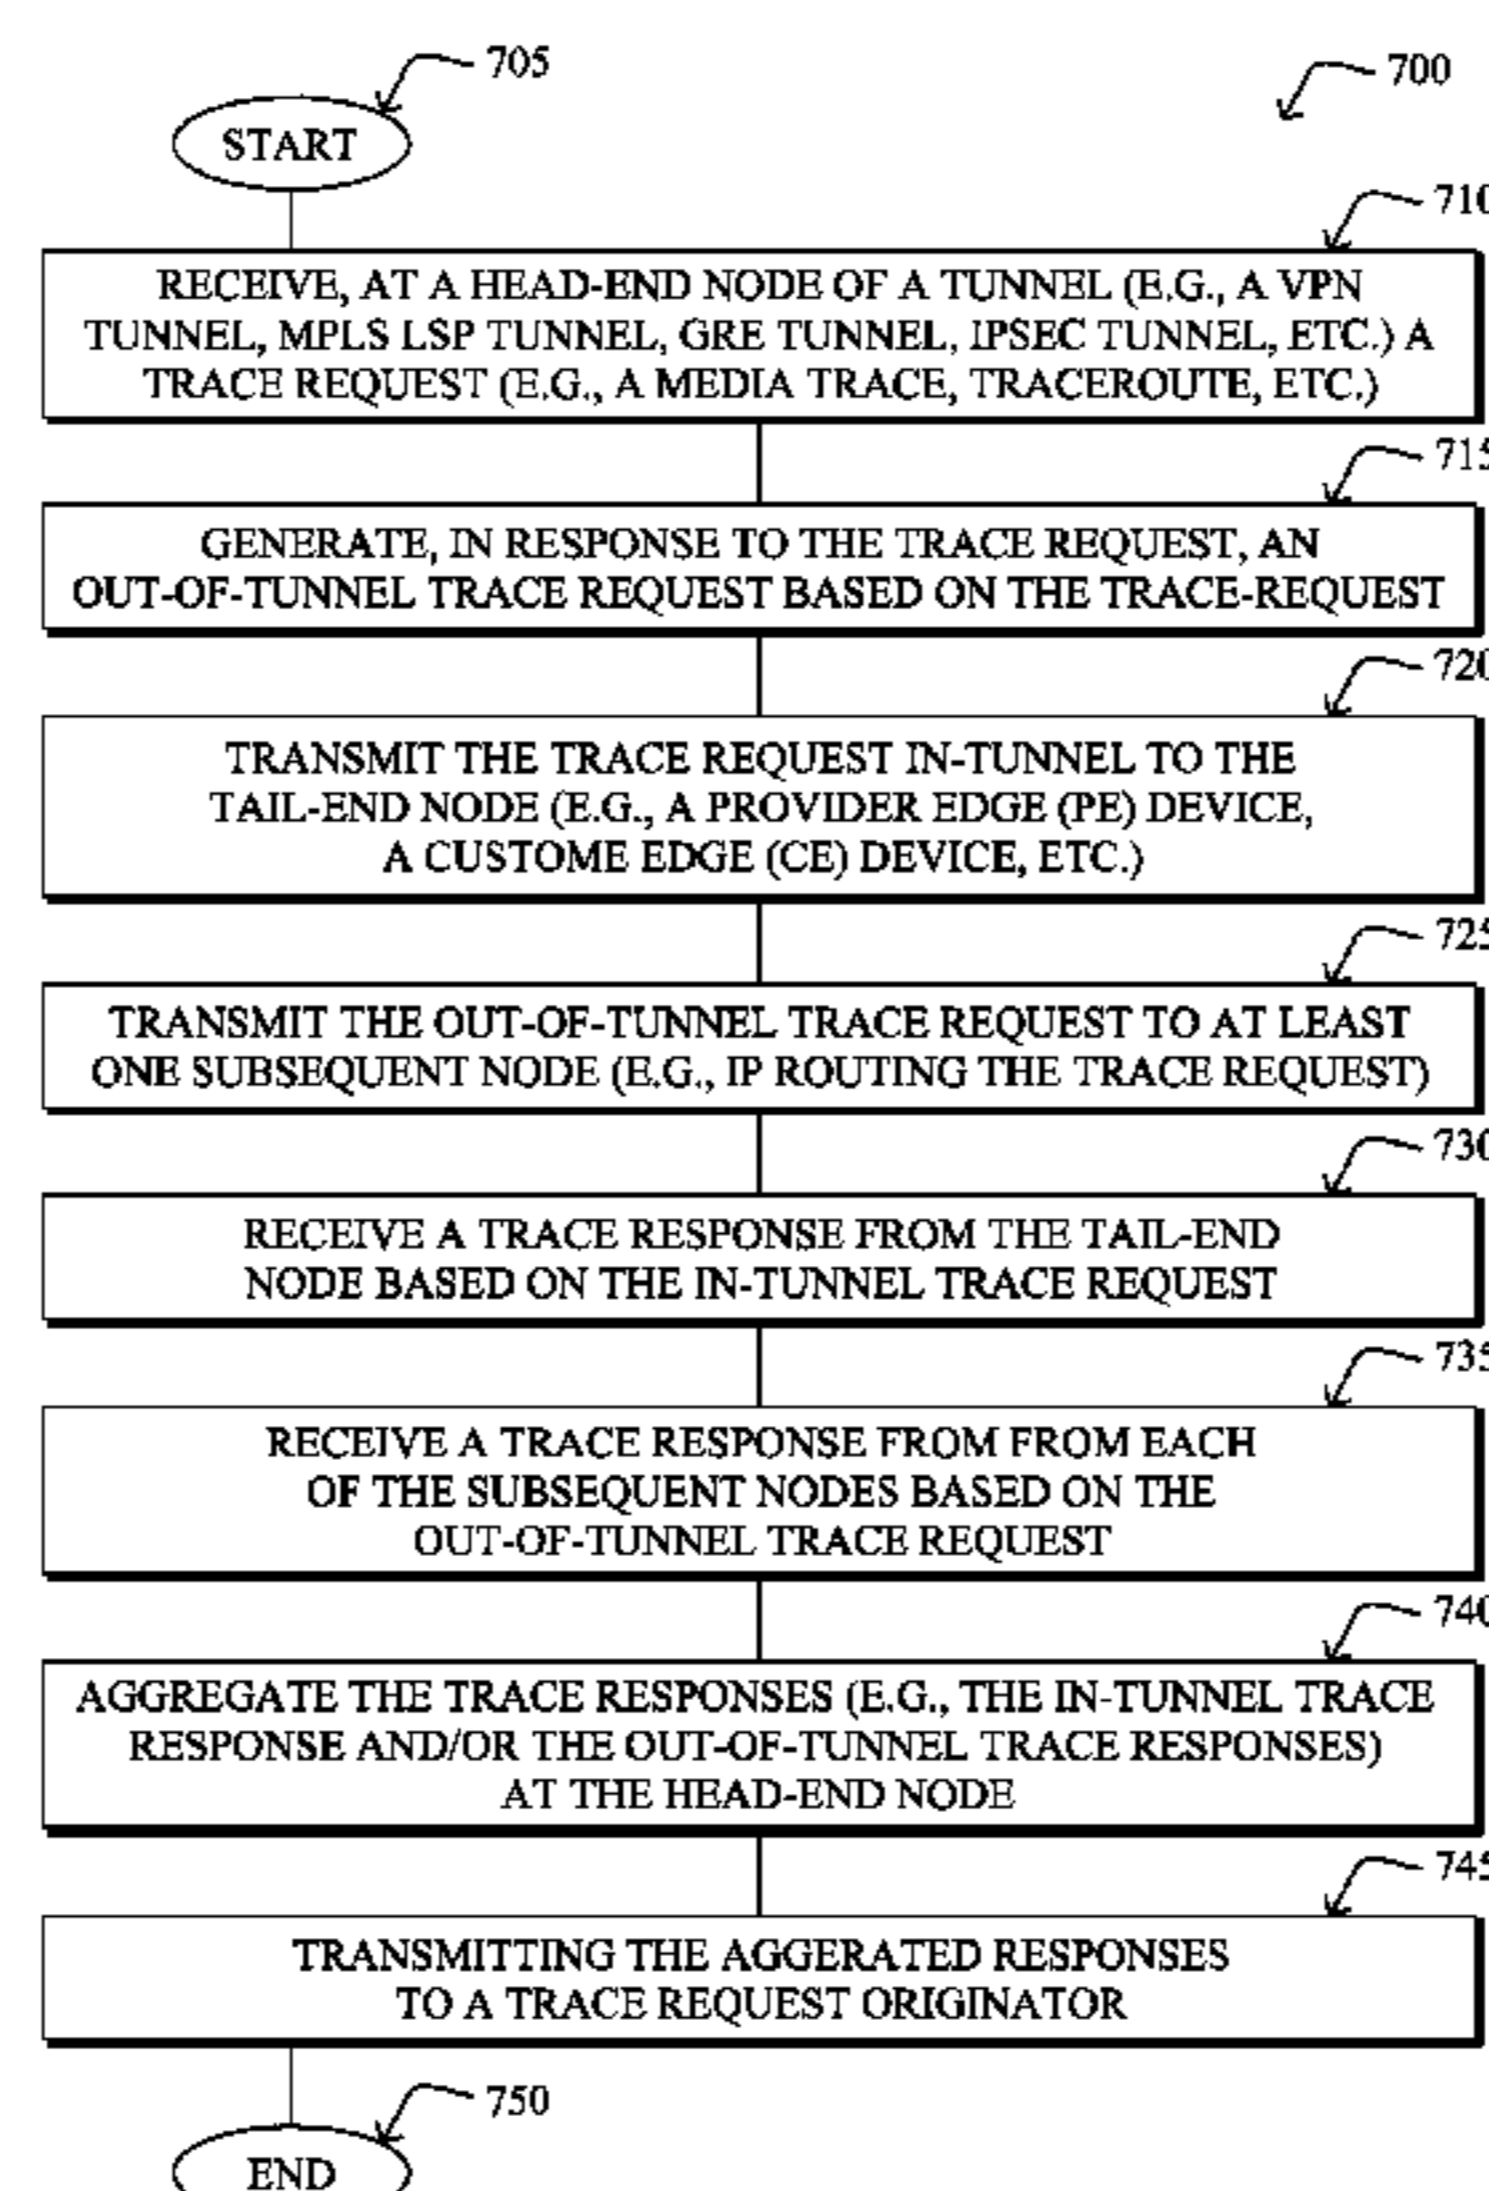 705
700
START
710
RECEIVE, AT A HEAD-END NODE OF A TUNNEL (E.G., A VPN
TUNNEL, MPLS LSP TUNNEL, GRE TUNNEL, IPSEC TUNNEL, ETC.) A
TRACE REQUEST (E.G., A MEDIA TRACE, TRACEROUTE, ETC.)
715
GENERATE, IN RESPONSE TO THE TRACE REQUEST, AN
OUT-OF-TUNNEL TRACE REQUEST BASED ON THE TRACE-REQUEST
720
TRANSMIT THE TRACE REQUEST IN-TUNNEL TO THE
TAIL-END NODE (E.G., A PROVIDER EDGE (PE) DEVICE,
A CUSTOME EDGE (CE) DEVICE, ETC.)
725
TRANSMIT THE OUT-OF-TUNNEL TRACE REQUEST TO AT LEAST
ONE SUBSEQUENT NODE (E.G., IP ROUTING THE TRACE REQUEST)
730
RECEIVE A TRACE RESPONSE FROM THE TAIL-END
NODE BASED ON THE IN-TUNNEL TRACE REQUEST
735
RECEIVE A TRACE RESPONSE FROM FROM EACH
OF THE SUBSEQUENT NODES BASED ON THE
OUT-OF-TUNNEL TRACE REQUEST
740
AGGREGATE THE TRACE RESPONSES (E.G., THE IN-TUNNEL TRACE
RESPONSE AND/OR THE OUT-OF-TUNNEL TRACE RESPONSES)
AT THE HEAD-END NODE
745
TRANSMITTING THE AGGERATED RESPONSES
TO A TRACE REQUEST ORIGINATOR
750
END